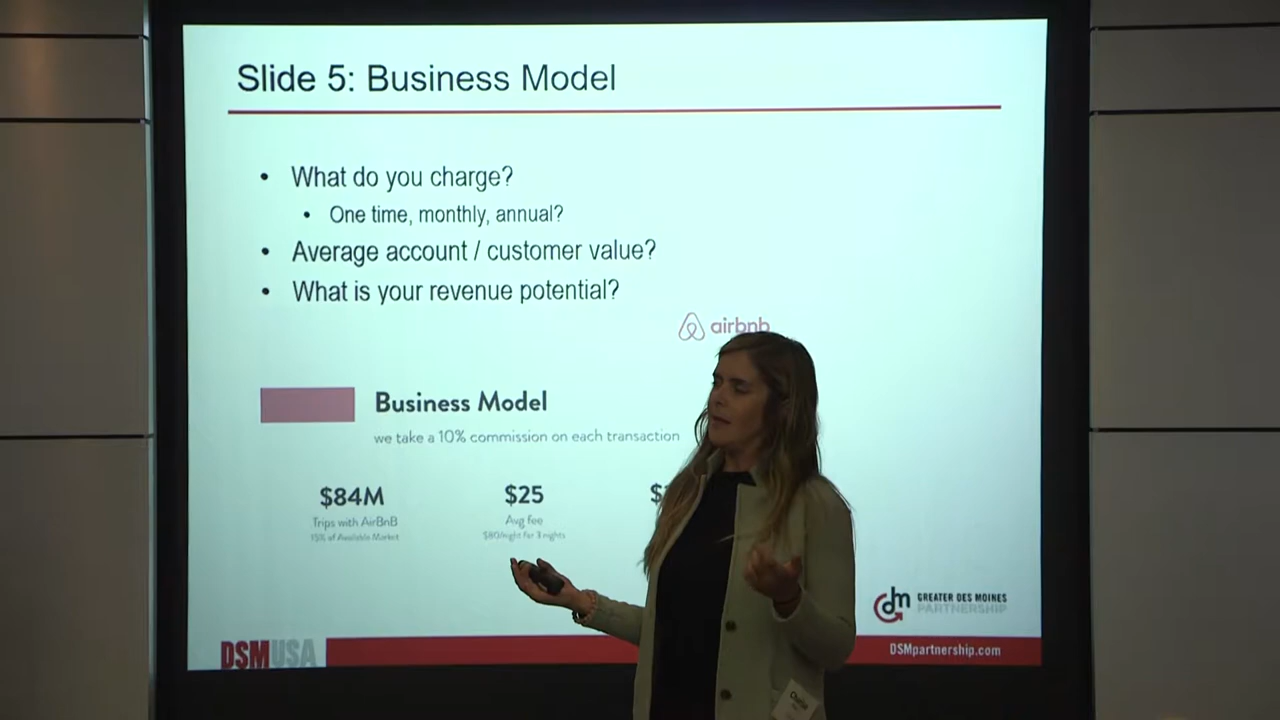 Slide 5: Business Model
• What do you charge?
• One time, monthly, annual?
• Average account / customer value?
• What is your revenue potential?
airbnb
Business Model
we take a 10% commission on each transaction
$84M
Trips with AirBnB
15% of Available Market
$25
Avg fee
$80/night for 3 nights
GREATER DES MOINES
PARTNERSHIP
DSMUSA
DSMpartnership.com